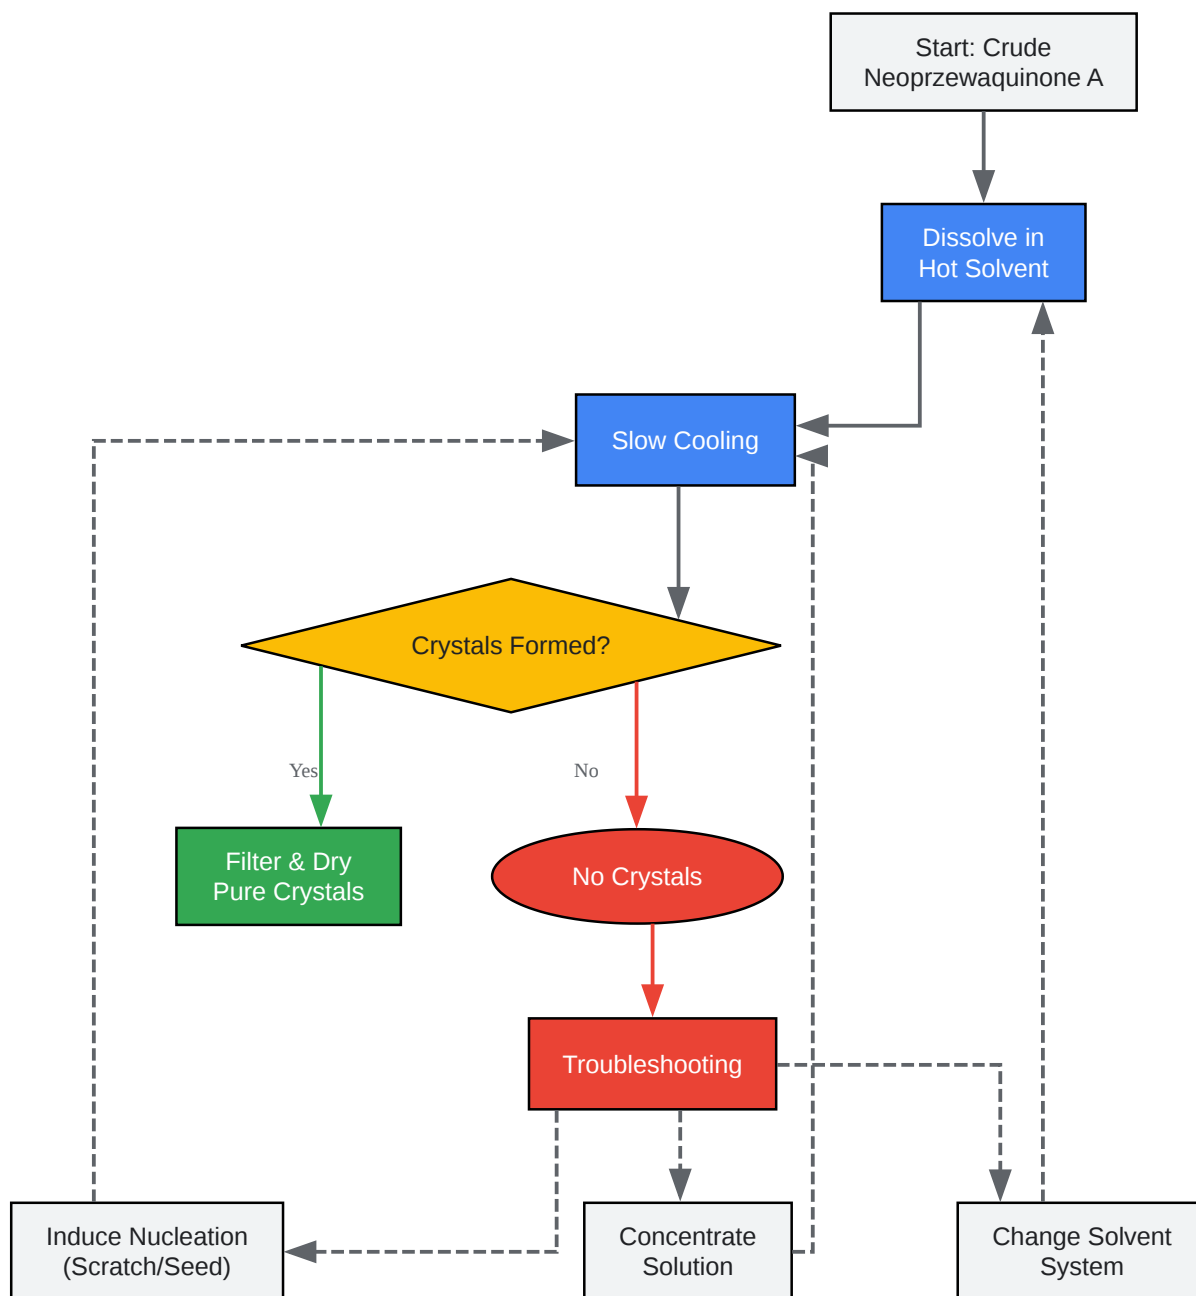 Start: Crude
Neoprzewaquinone A
Dissolve in
Hot Solvent
Slow Cooling
Crystals Formed?
Yes
No
Filter & Dry
Pure Crystals
No Crystals
Troubleshooting
Induce Nucleation
(Scratch/Seed)
Concentrate
Solution
Change Solvent
System